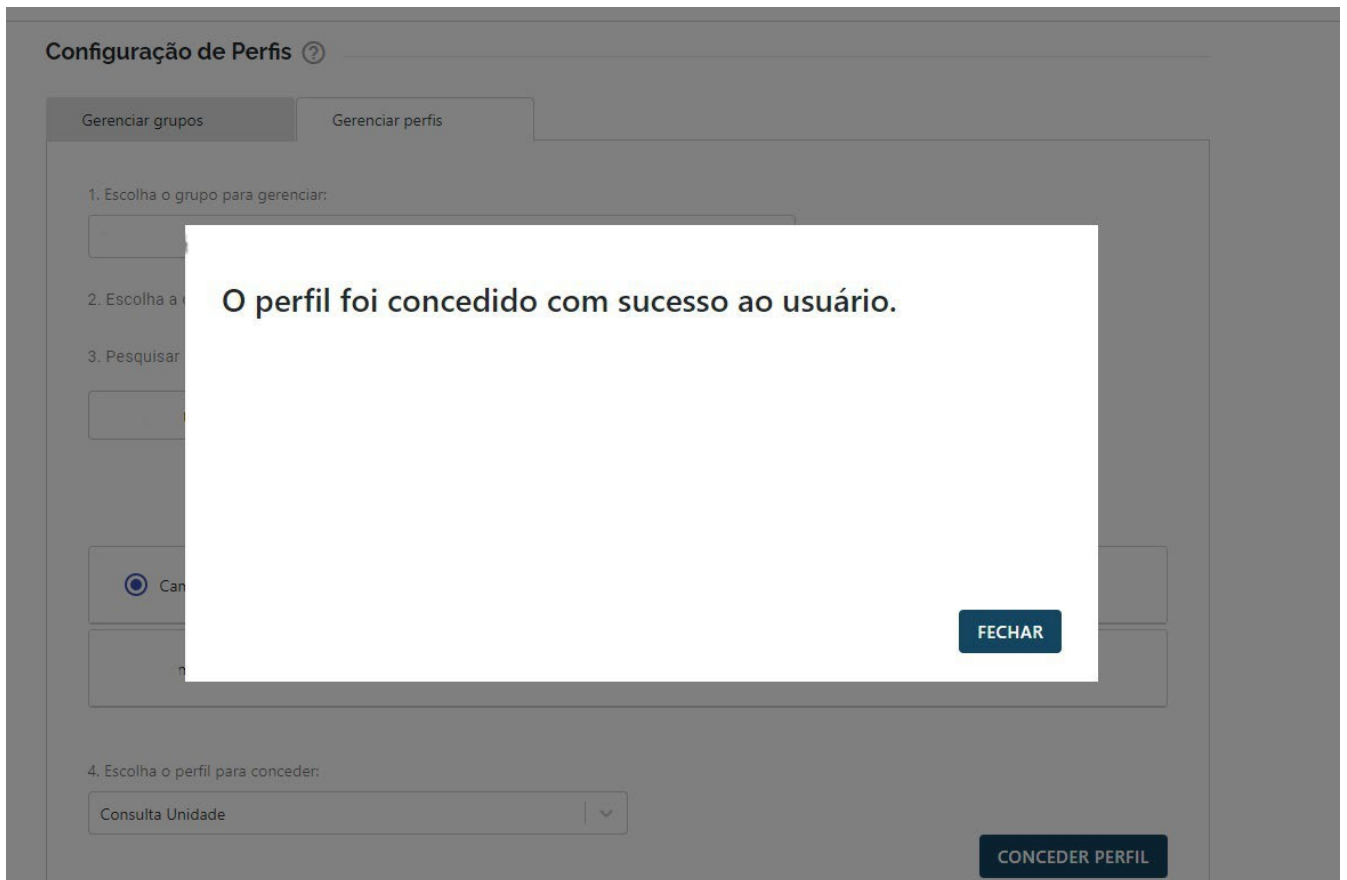 Configuração de Perfis ?
Gerenciar grupos
Gerenciar perfis
1. Escolha o grupo para gerenciar:
2. Escolha a
3. Pesquisar
O perfil foi concedido com sucesso ao usuário.
FECHAR
4. Escolha o perfil para conceder:
Consulta Unidade
CONCEDER PERFIL